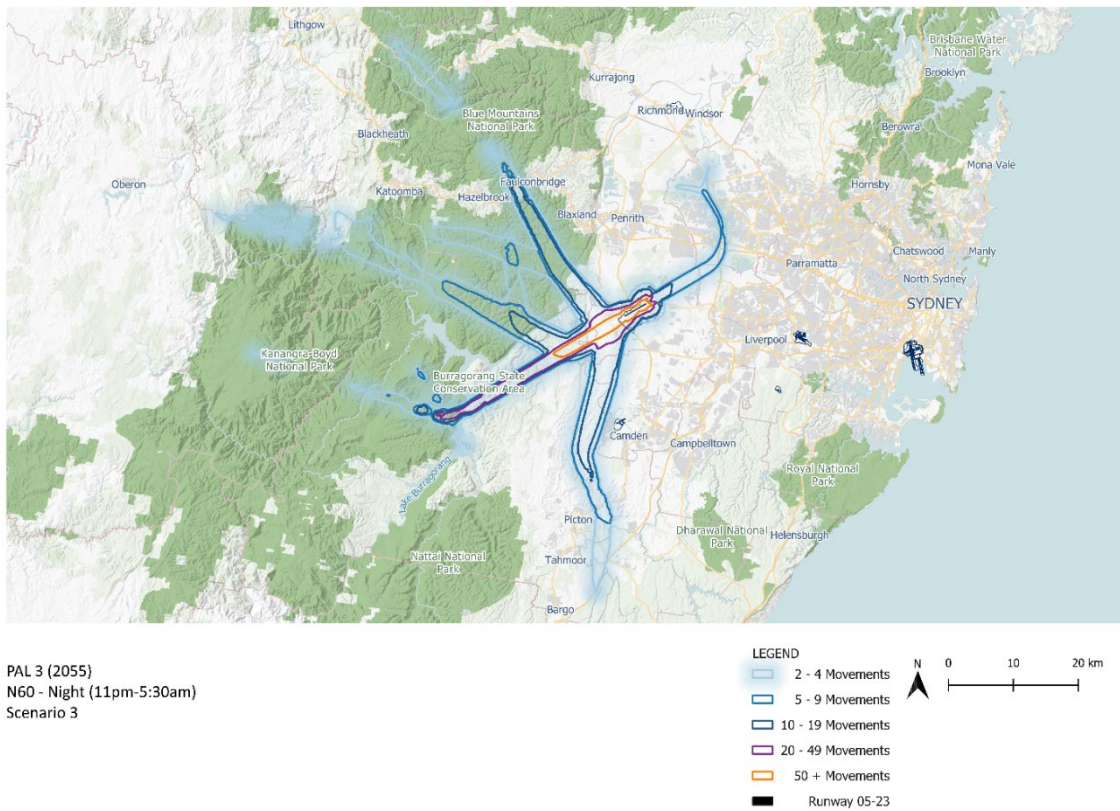 Lithgow
Brisbane Water
National Park
Brooklyn
Kurrajong
Richmond
Windsor
Blue Mountains
National Park
Berowra
Blackheath
Mona Vale
Oberon
Katoomba
Faulconbridge
Hazelbrook
Hornsby
Blaxland
Penrith
Chatswood
Manly
Parramatta
North Sydney
SYDNEY
Liverpool
Kanangra-Boyd
National Park
Burragorang State
Conservation Area
Camden
Campbelltown
Lake Burragorang
Royal National
Park
Picton
Dharawal National
Park
Helensburgh
Nattai National
Park
Tahmoor
Bargo
PAL 3 (2055)
N60 - Night (11pm-5:30am)
Scenario 3
LEGEND
2 - 4 Movements
5 - 9 Movements
10 - 19 Movements
20 - 49 Movements
50 + Movements
Runway 05-23
N
0 10 20 km